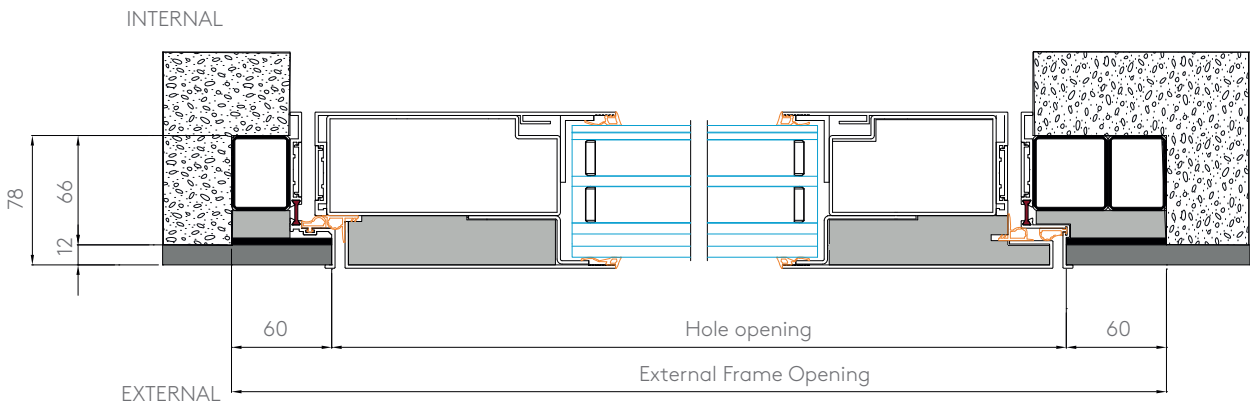 INTERNAL
78
66
12
60
Hole opening
60
External Frame Opening
EXTERNAL